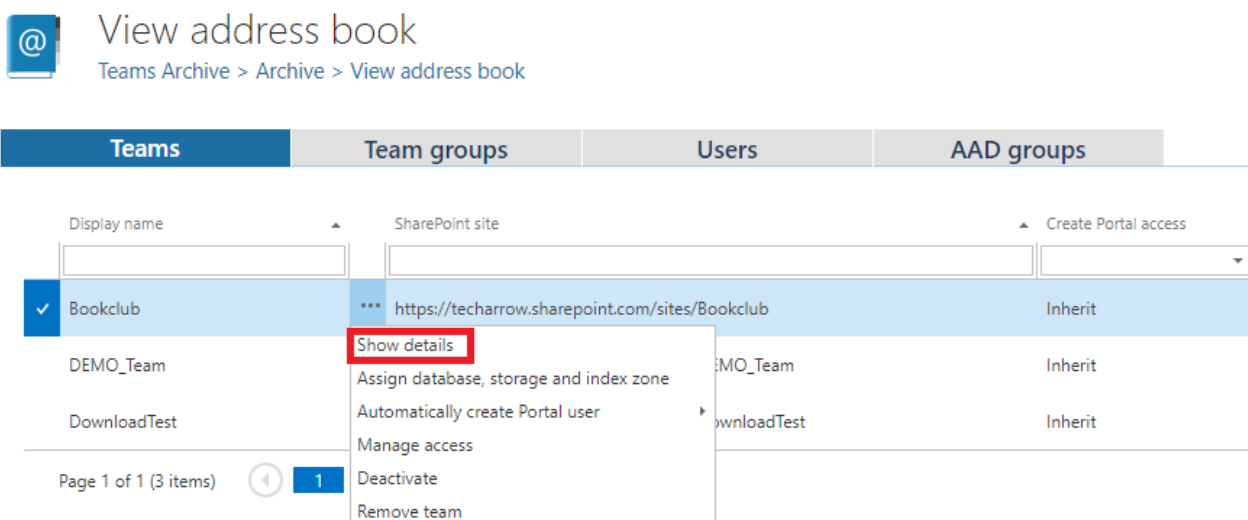 @
View address book
Teams Archive > Archive > View address book
Teams Team groups Users AAD groups
Display name SharePoint site Create Portal access
Bookclub ••• https://techarrow.sharepoint.com/sites/Bookclub Inherit
Show details
DEMO_Team EMO_Team Inherit
Assign database, storage and index zone
Automatically create Portal user
DownloadTest ownloadTest Inherit
Manage access
Page 1 of 1 (3 items) 1 Deactivate
Remove team